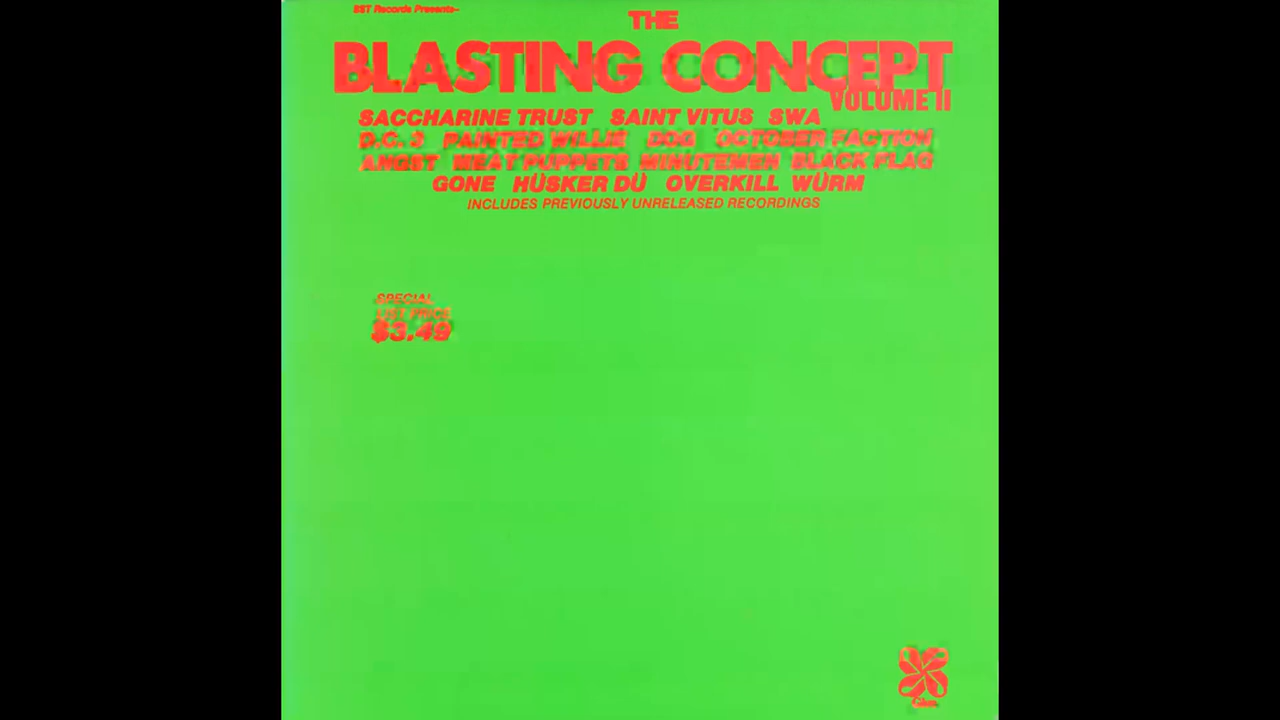 SST Records Presents–
THE
BLASTING CONCEPT
VOLUME II
SACCHARINE TRUST SAINT VITUS SWA
D.C. 3 PAINTED WILLIE DOG OCTOBER FACTION
ANGST MEAT PUPPETS MINUTEMEN BLACK FLAG
GONE HÜSKER DÜ OVERKILL WÜRM
INCLUDES PREVIOUSLY UNRELEASED RECORDINGS
SPECIAL
LIST PRICE
$3.49